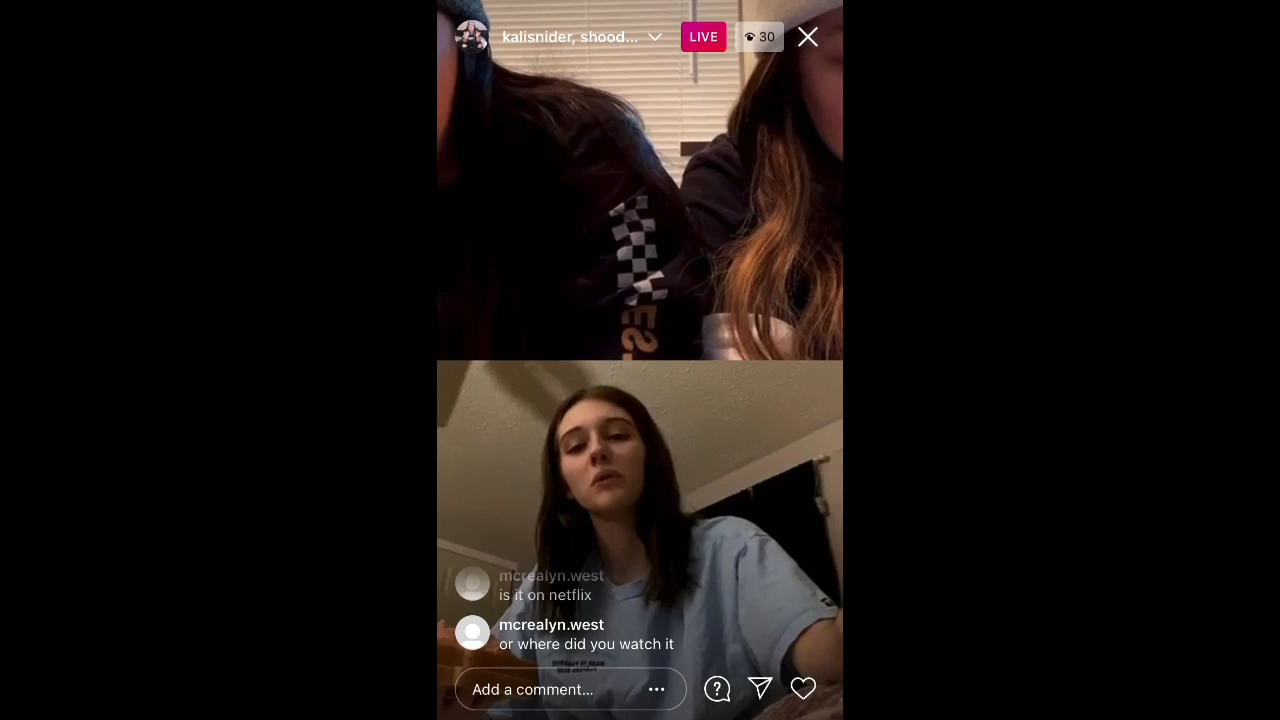 kalisnider, shood...
LIVE
30
ES
mcrealyn.west
is it on netflix
mcrealyn.west
or where did you watch it
Add a comment...